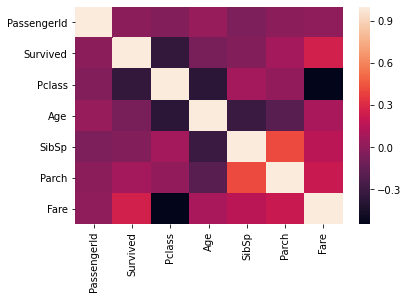 PassengerId
Survived
Pclass
Age
SibSp
Parch
Fare
PassengerId
Survived
Pclass
Age
SibSp
Parch
Fare
0.9
0.6
0.3
0.0
−0.3